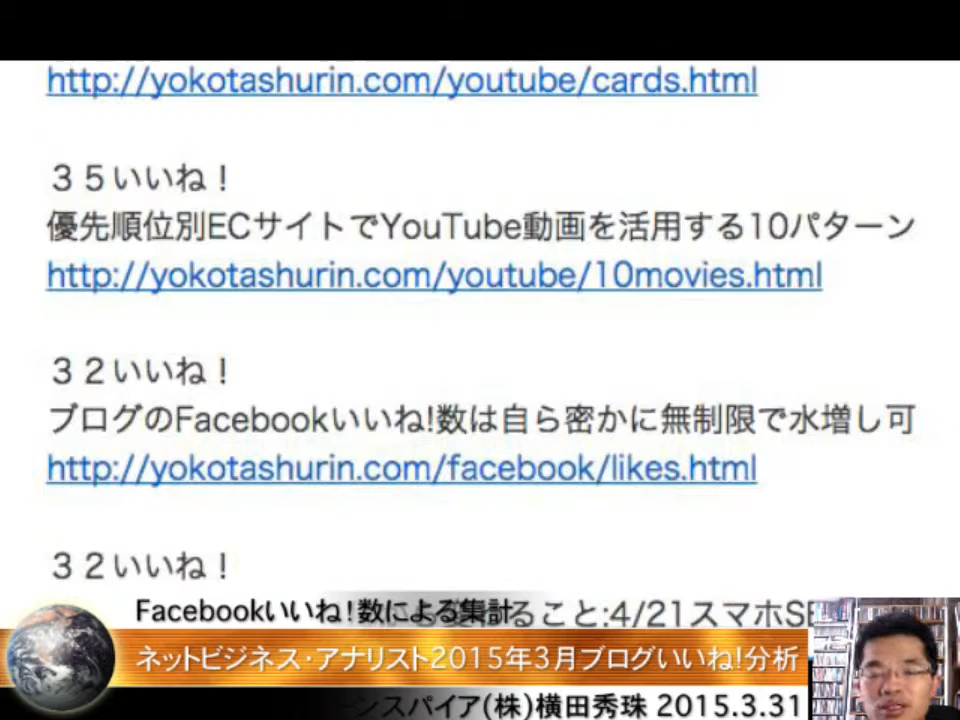 http://yokotashurin.com/youtube/cards.html
35いいね！
優先順位別ECサイトでYouTube動画を活用する10パターン
http://yokotashurin.com/youtube/10movies.html
32いいね！
ブログのFacebookいいね!数は自ら密かに無制限で水増し可
http://yokotashurin.com/facebook/likes.html
32いいね！
ること:4/21スマホSE
Facebookいいね！数による集計
ネットビジネス・アナリスト2015年3月ブログいいね!分析
ンスパイア(株)横田秀珠 2015.3.31